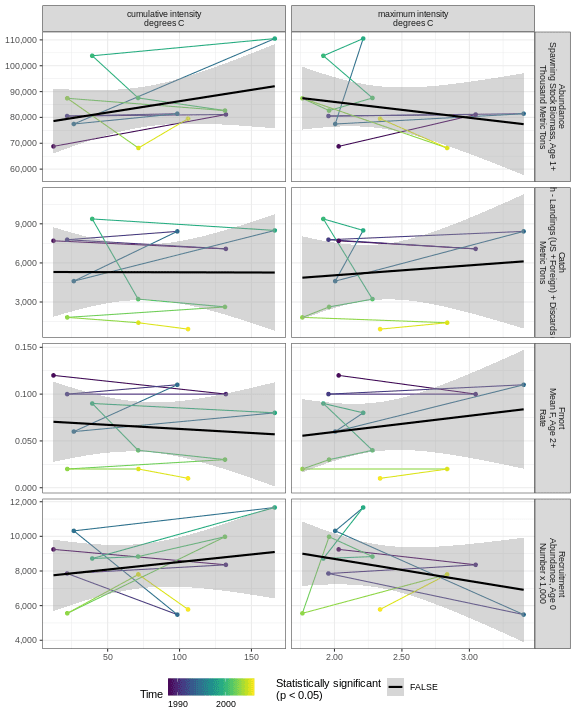 cumulative intensity
degrees C
maximum intensity
degrees C
110,000
100,000
90,000
80,000
70,000
60,000
Abundance
Spawning Stock Biomass, Age 1+
Thousand Metric Tons
9,000
6,000
3,000
Catch
h - Landings (US + Foreign) + Discards
Metric Tons
0.150
0.100
0.050
0.000
Fmort
Mean F, Age 2+
Rate
12,000
10,000
8,000
6,000
4,000
Recruitment
Abundance, Age 0
Number x 1,000
50 100 150
2.00 2.50 3.00
Time
1990 2000
Statistically significant
(p < 0.05)
FALSE